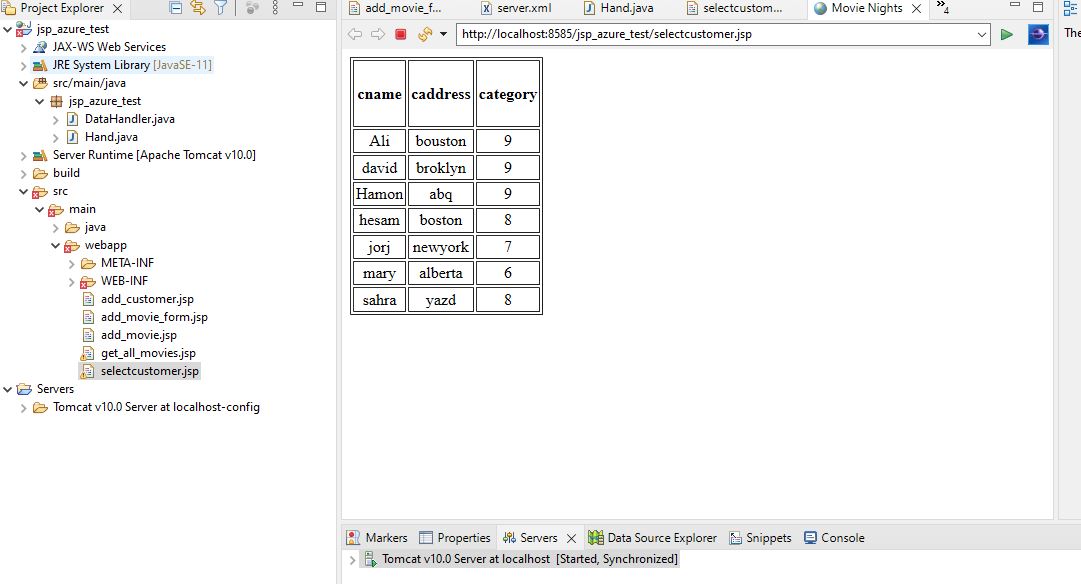 Project Explorer
jsp_azure_test
JAX-WS Web Services
JRE System Library [JavaSE-11]
src/main/java
jsp_azure_test
DataHandler.java
Hand.java
Server Runtime [Apache Tomcat v10.0]
build
src
main
java
webapp
META-INF
WEB-INF
add_customer.jsp
add_movie_form.jsp
add_movie.jsp
get_all_movies.jsp
selectcustomer.jsp
Servers
Tomcat v10.0 Server at localhost-config
add_movie_f... server.xml Hand.java selectcustom... Movie Nights »4
http://localhost:8585/jsp_azure_test/selectcustomer.jsp
cname caddress category
Ali bouston 9
david broklyn 9
Hamon abq 9
hesam boston 8
jorj newyork 7
mary alberta 6
sahra yazd 8
The
Markers Properties Servers Data Source Explorer Snippets Console
Tomcat v10.0 Server at localhost [Started, Synchronized]